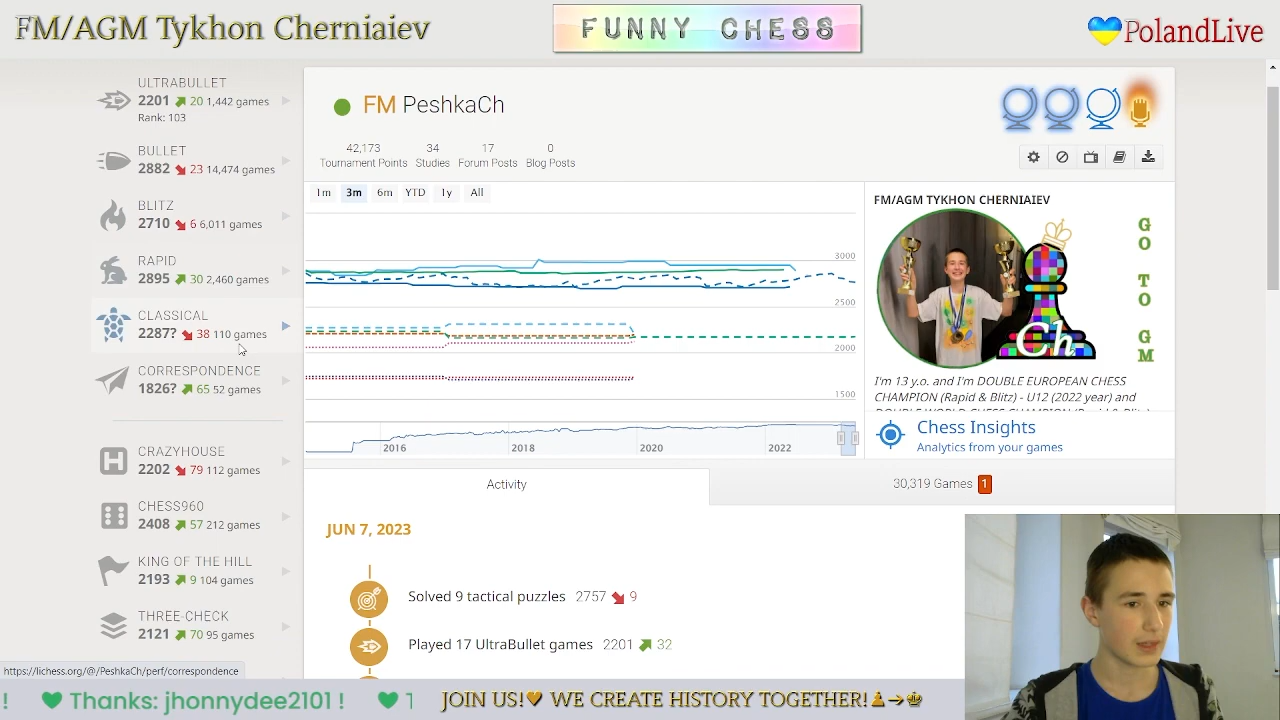 FM/AGM Tykhon Cherniaiev
FUNNY CHESS
PolandLive
ULTRABULLET
2201 20 1,442 games
Rank: 103
BULLET
2882 23 14,474 games
BLITZ
2710 6 6,011 games
RAPID
2895 30 2,460 games
CLASSICAL
2287? 38 110 games
CORRESPONDENCE
1826? 65 52 games
CRAZYHOUSE
2202 79 112 games
CHESS960
2408 57 212 games
KING OF THE HILL
2193 9 104 games
THREE-CHECK
2121 70 95 games
FM PeshkaCh
42,173 34 17 0
Tournament Points Studies Forum Posts Blog Posts
1m 3m 6m YTD 1y All
3000
2500
2000
1500
2016 2018 2020 2022
FM/AGM TYKHON CHERNIAIEV
GO TO GM
Ch
I'm 13 y.o. and I'm DOUBLE EUROPEAN CHESS
CHAMPION (Rapid & Blitz) - U12 (2022 year) and
DOUBLE WORLD CHESS CHAMPION (Rapid & Blitz)
Chess Insights
Analytics from your games
Activity
30,319 Games 1
JUN 7, 2023
Solved 9 tactical puzzles 2757 9
Played 17 UltraBullet games 2201 32
https://lichess.org/@/PeshkaCh/perf/correspondence
! Thanks: jhonnydee2101 ! T
JOIN US! WE CREATE HISTORY TOGETHER!